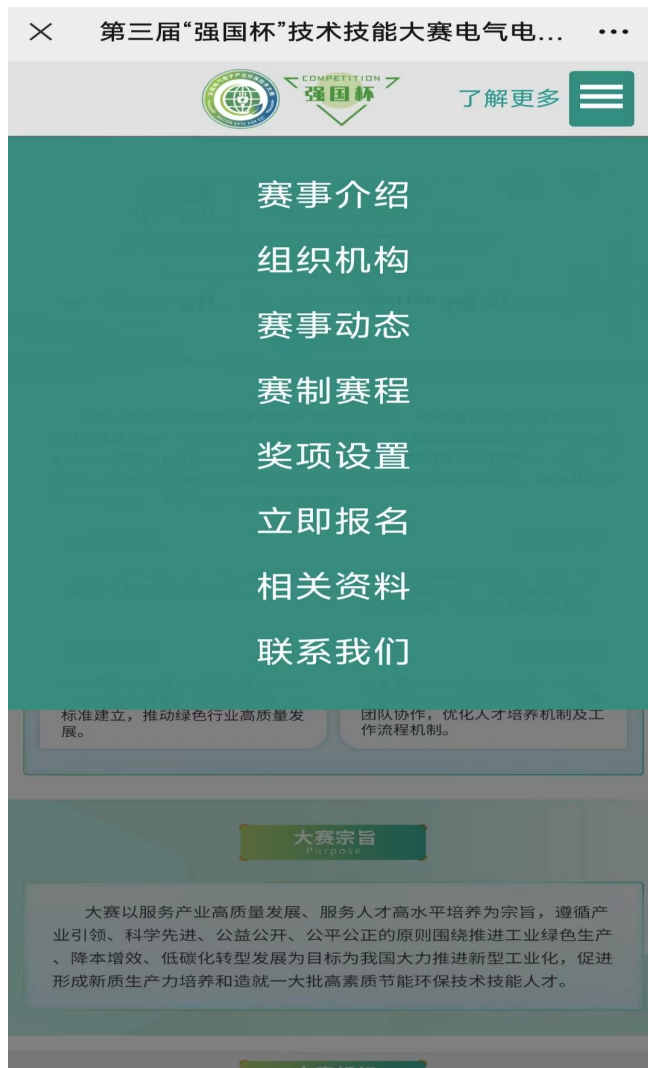 第三届“强国杯”技术技能大赛电气电...
COMPETITION
强国杯
了解更多
赛事介绍
组织机构
赛事动态
赛制赛程
奖项设置
立即报名
相关资料
联系我们
标准建立，推动绿色行业高质量发
展。
团队协作，优化人才培养机制及工
作流程机制。
大赛宗旨
Purpose
大赛以服务产业高质量发展、服务人才高水平培养为宗旨，遵循产
业引领、科学先进、公益公开、公平公正的原则围绕推进工业绿色生产
、降本增效、低碳化转型发展为目标为我国大力推进新型工业化，促进
形成新质生产力培养和造就一大批高素质节能环保技术技能人才。